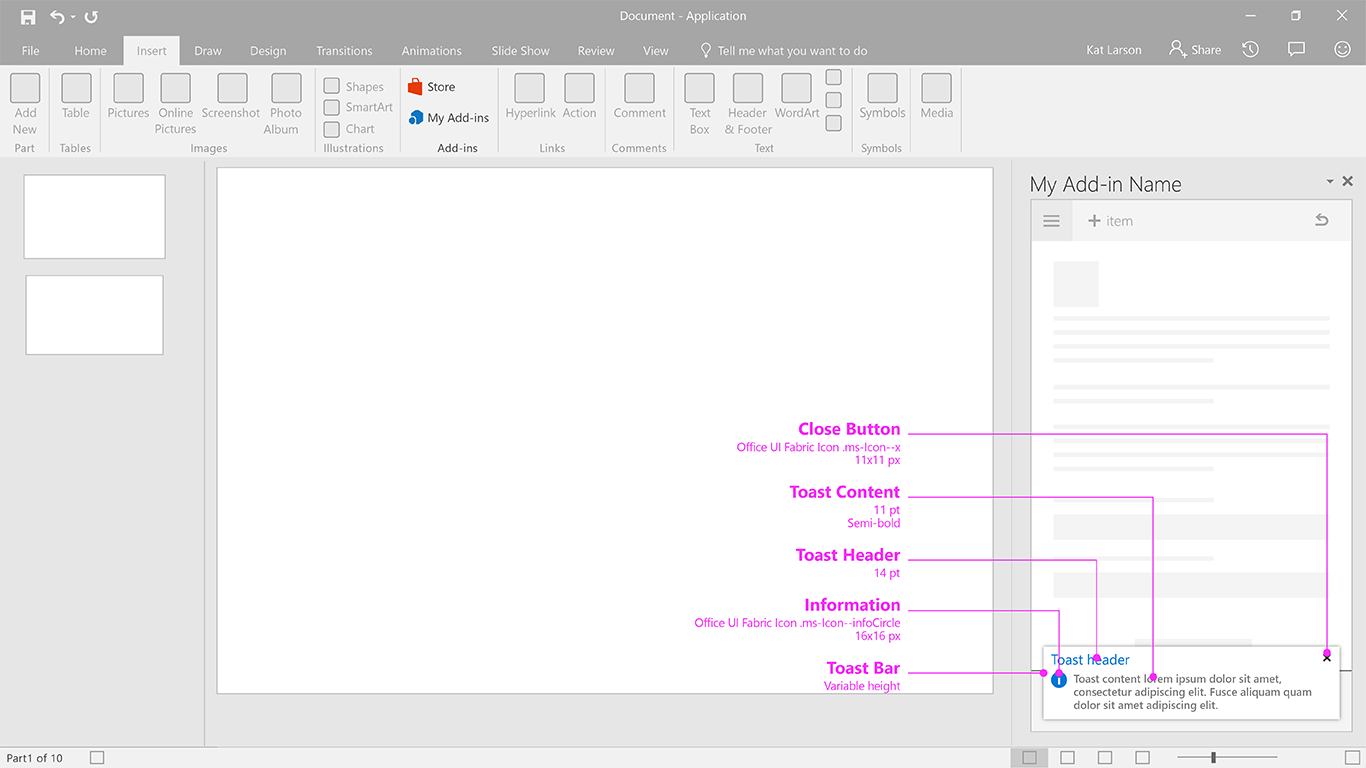 Document - Application
File Home Insert Draw Design Transitions Animations Slide Show Review View Tell me what you want to do Kat Larson Share
Add
New
Part
Table
Tables
Pictures
Online
Pictures
Screenshot
Photo
Album
Images
Shapes
SmartArt
Chart
Illustrations
Store
My Add-ins
Add-ins
Hyperlink
Action
Links
Comment
Comments
Text
Box
Header
& Footer
WordArt
Text
Symbols
Symbols
Media
My Add-in Name
item
Close Button
Office UI Fabric Icon .ms-Icon--x
11x11 px
Toast Content
11 pt
Semi-bold
Toast Header
14 pt
Information
Office UI Fabric Icon .ms-Icon--infoCircle
16x16 px
Toast Bar
Variable height
Toast header
Toast content lorem ipsum dolor sit amet,
consectetur adipiscing elit. Fusce aliquam quam
dolor sit amet adipiscing elit.
Part1 of 10